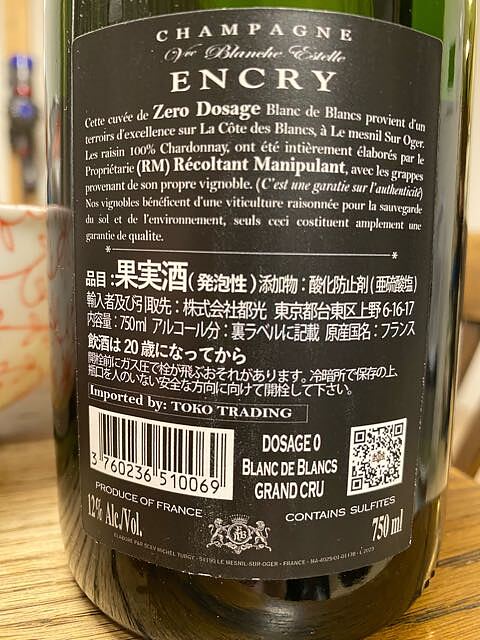 CHAMPAGNE
Vve Blanche Estelle
ENCRY
Cette cuvée de Zero Dosage Blanc de Blancs provient d'un
terroirs d'excellence sur La Côte des Blancs, à Le mesnil Sur Oger.
Les raisin 100% Chardonnay, ont été intièrement élaborés par le
Propriétarie (RM) Récoltant Manipulant, avec les grappes
provenant de son propre vignoble. (C'est une garatie sur l'authenticité)
Nos vignobles bénéficent d'une viticulture raisonnée pour la sauvegarde
du sol et de l'environnement, seuls ceci costituent amplement une
garantie de qualite.
品目:果実酒(発泡性) 添加物:酸化防止剤(亜硫酸塩)
輸入者及び引取先:株式会社都光 東京都台東区上野6-16-17
内容量:750ml アルコール分:裏ラベルに記載 原産国名:フランス
飲酒は20歳になってから
開栓前にガス圧で栓が飛ぶおそれがあります。冷暗所で保存の上、
瓶口を人のいない安全な方向に向けて開栓して下さい。
Imported by: TOKO TRADING
3 760236 510069
DOSAGE 0
BLANC DE BLANCS
GRAND CRU
PRODUCE OF FRANCE
CONTAINS SULFITES
12% Alc./Vol.
750 ml